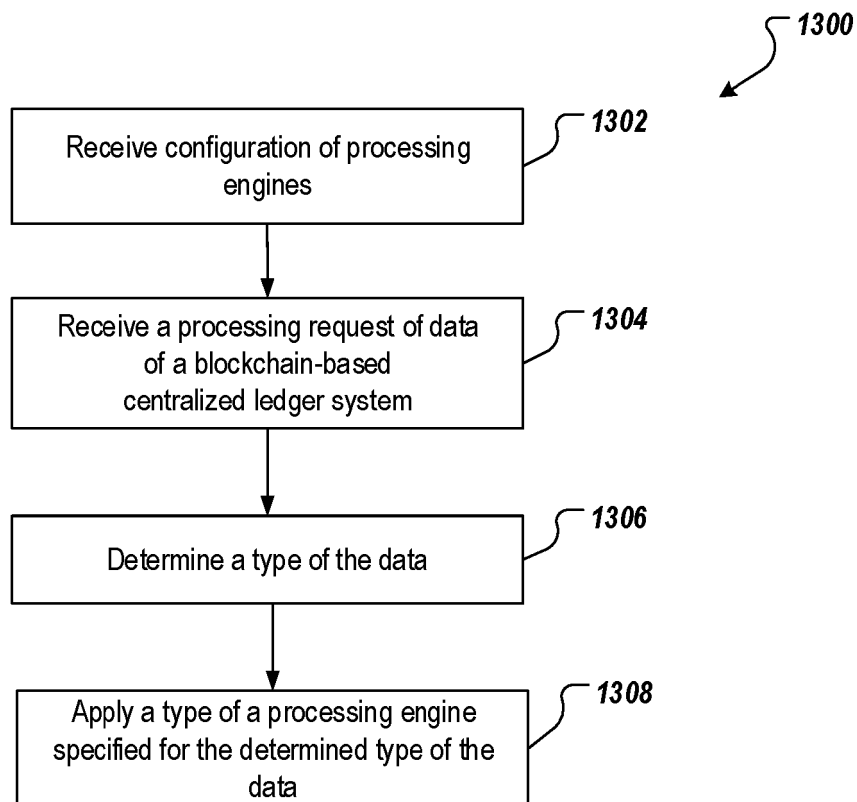 1300
1302
Receive configuration of processing
engines
1304
Receive a processing request of data
of a blockchain-based
centralized ledger system
1306
Determine a type of the data
1308
Apply a type of a processing engine
specified for the determined type of the
data